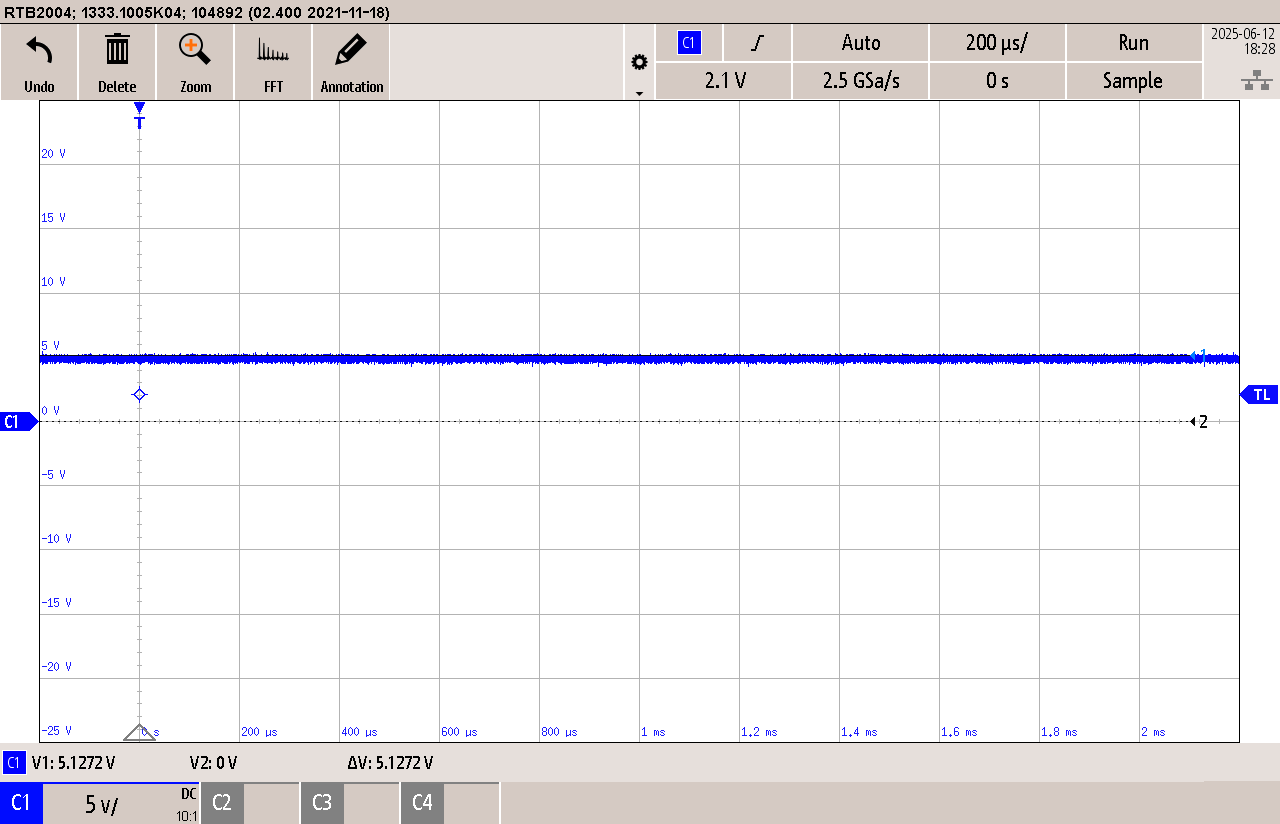 RTB2004; 1333.1005K04; 104892 (02.400 2021-11-18)
Undo
Delete
Zoom
FFT
Annotation
C1
Auto
200 µs/
Run
2025-06-12
18:28
2.1 V
2.5 GSa/s
0 s
Sample
T
20 V
15 V
10 V
5 V
1
TL
0 V
C1
2
-5 V
-10 V
-15 V
-20 V
-25 V
0 s
200 µs
400 µs
600 µs
800 µs
1 ms
1.2 ms
1.4 ms
1.6 ms
1.8 ms
2 ms
C1 V1: 5.1272 V V2: 0 V ΔV: 5.1272 V
C1
5 V/
DC
10:1
C2
C3
C4